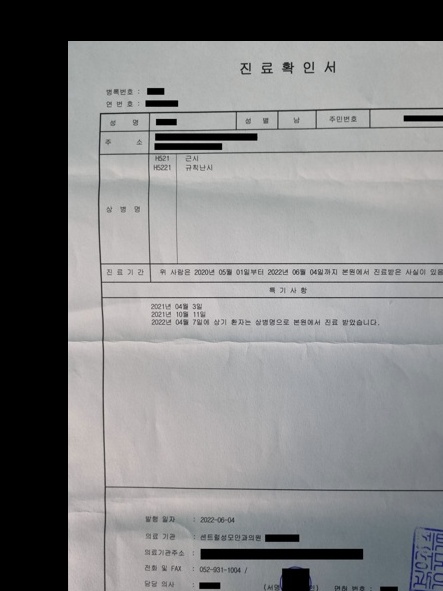 진 료 확 인 서
병록번호 :
연 번 호 :
성 명 성 별 남 주민번호
주 소
상 병 명
H521 근시
H5221 규칙난시
진 료 기 간 위 사람은 2020년 05월 01일부터 2022년 06월 04일까지 본원에서 진료받은 사실이 있음
특 기 사 항
2021년 04월 3일
2021년 10월 11일
2022년 04월 7일에 상기 환자는 상병명으로 본원에서 진료 받았습니다.
발행 일자 : 2022-06-04
의료 기관 : 센트럴성모안과의원
의료기관주소 :
전화 및 FAX : 052-931-1004 /
담당 의사 : (서명 인) 면허 번호 :